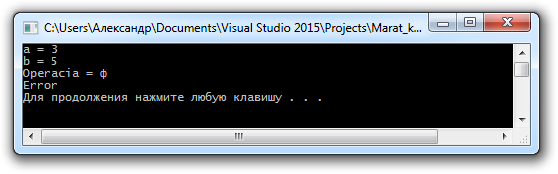 C:\Users\Александр\Documents\Visual Studio 2015\Projects\Marat_k...
a = 3
b = 5
Operacia = ф
Error
Для продолжения нажмите любую клавишу . . .